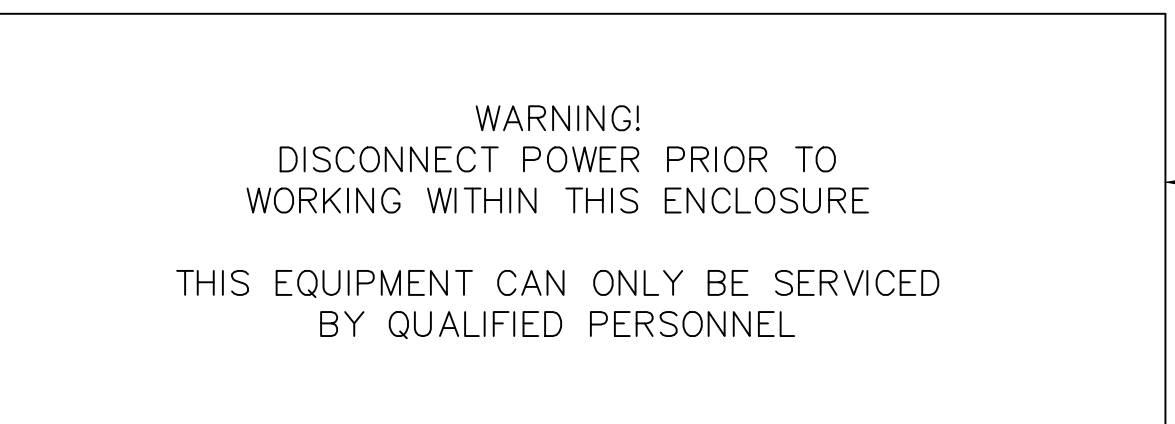 WARNING!
DISCONNECT POWER PRIOR TO
WORKING WITHIN THIS ENCLOSURE
THIS EQUIPMENT CAN ONLY BE SERVICED
BY QUALIFIED PERSONNEL